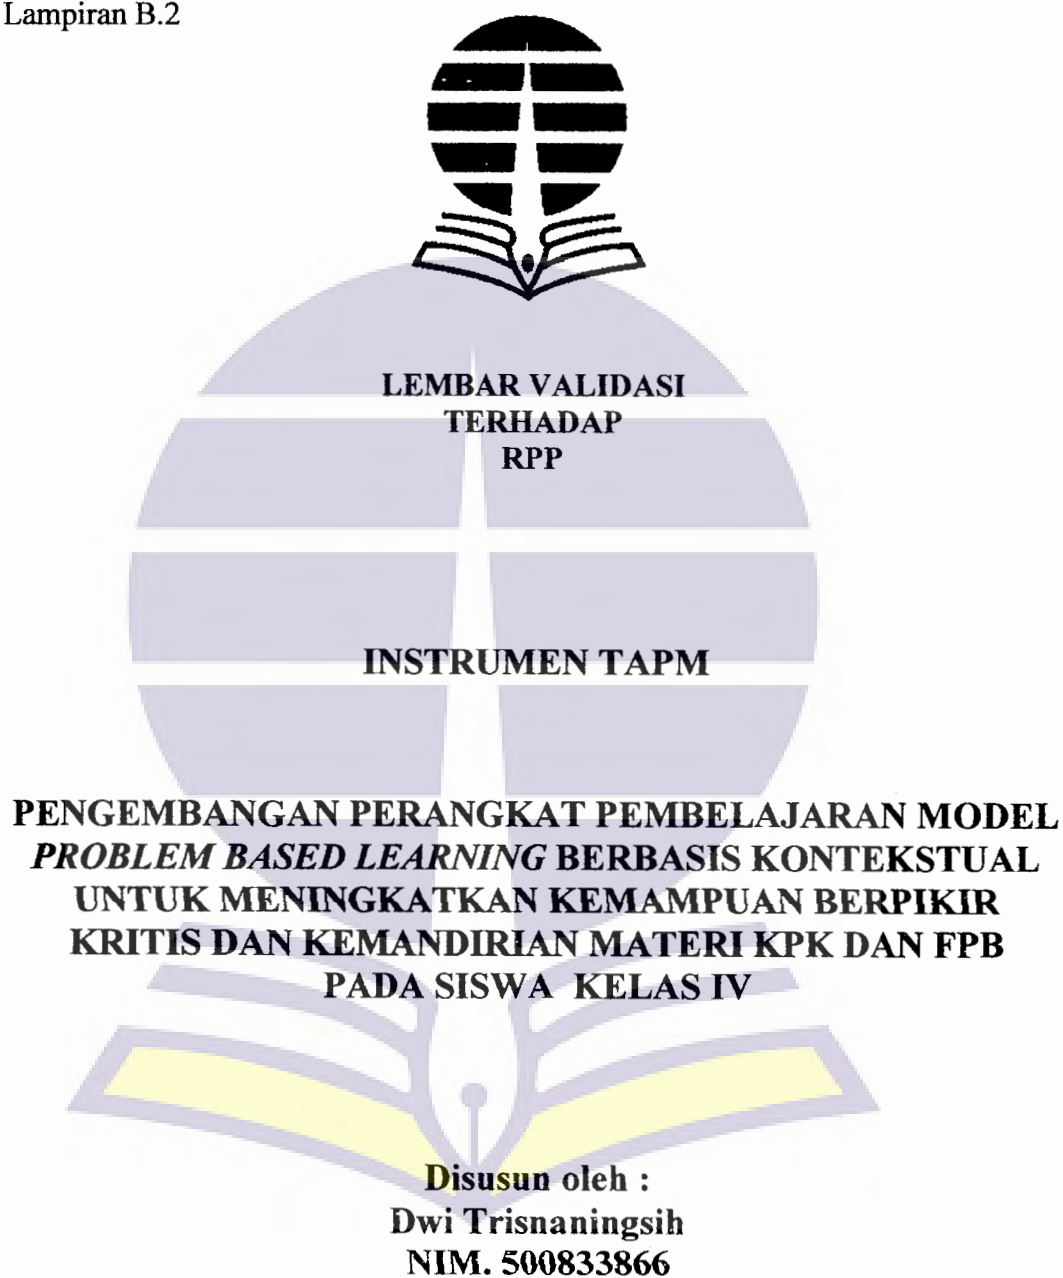 Lampiran B.2
LEMBAR VALIDASI
TERHADAP
RPP
INSTRUMEN TAPM
PENGEMBANGAN PERANGKAT PEMBELAJARAN MODEL
PROBLEM BASED LEARNING BERBASIS KONTEKSTUAL
UNTUK MENINGKATKAN KEMAMPUAN BERPIKIR
KRITIS DAN KEMANDIRIAN MATERI KPK DAN FPB
PADA SISWA KELAS IV
Disusun oleh :
Dwi Trisnaningsih
NIM. 500833866